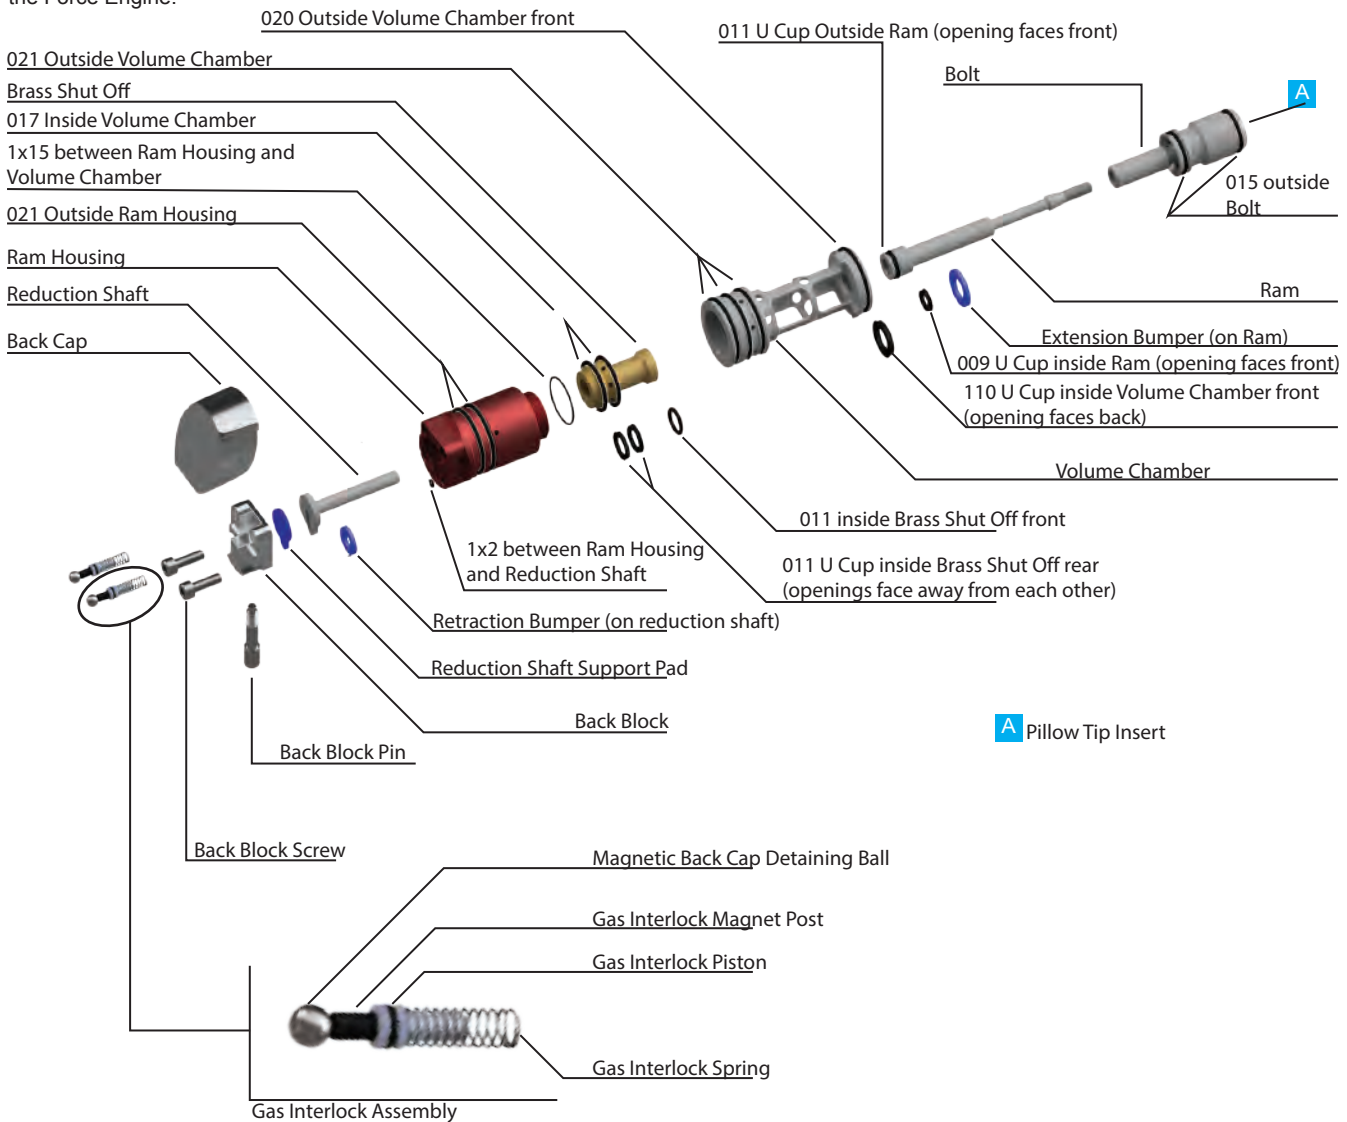 the Force Engine.
020 Outside Volume Chamber front
011 U Cup Outside Ram (opening faces front)
021 Outside Volume Chamber
Bolt
Brass Shut Off
A
017 Inside Volume Chamber
1x15 between Ram Housing and
Volume Chamber
015 outside
Bolt
021 Outside Ram Housing
Ram Housing
Reduction Shaft
Ram
Back Cap
Extension Bumper (on Ram)
009 U Cup inside Ram (opening faces front)
110 U Cup inside Volume Chamber front
(opening faces back)
Volume Chamber
011 inside Brass Shut Off front
1x2 between Ram Housing
and Reduction Shaft
011 U Cup inside Brass Shut Off rear
(openings face away from each other)
Retraction Bumper (on reduction shaft)
Reduction Shaft Support Pad
Back Block
A Pillow Tip Insert
Back Block Pin
Back Block Screw
Magnetic Back Cap Detaining Ball
Gas Interlock Magnet Post
Gas Interlock Piston
Gas Interlock Spring
Gas Interlock Assembly